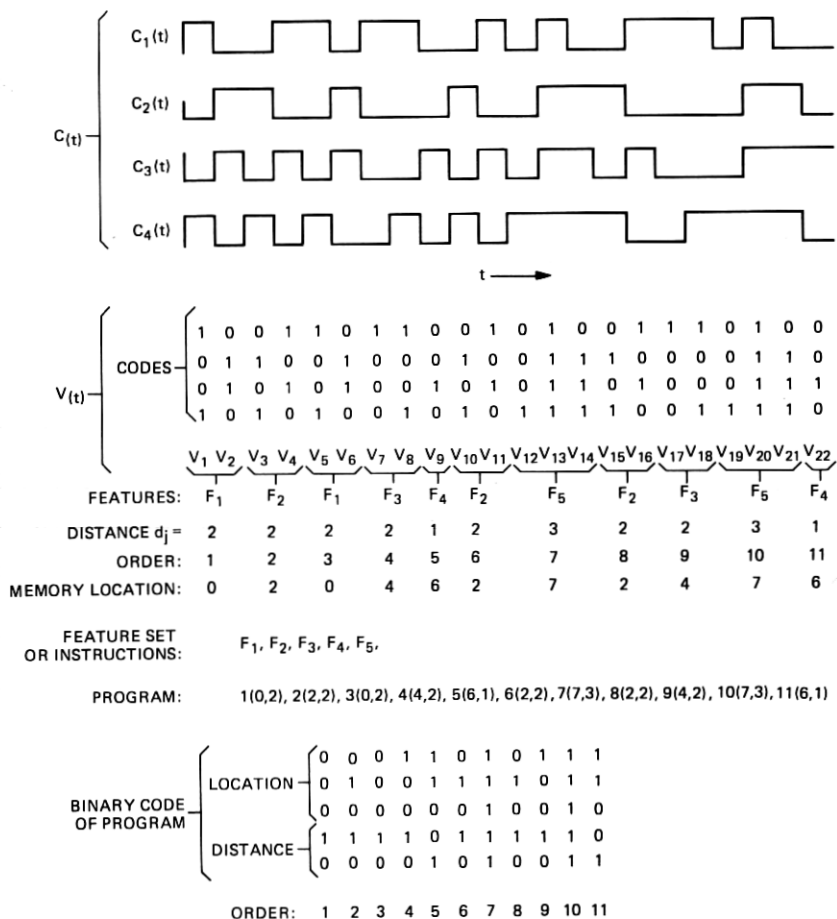 C1(t)
C2(t)
C(t)
C3(t)
C4(t)
t
1 0 0 1 1 0 1 1 0 0 1 0 1 0 0 1 1 1 0 1 0 0
CODES
0 1 1 0 0 1 0 0 0 1 0 0 1 1 1 0 0 0 0 1 1 0
V(t)
0 1 0 1 0 1 0 0 1 0 1 0 1 1 0 1 0 0 0 1 1 1
1 0 1 0 1 0 0 1 0 1 0 1 1 1 1 0 0 1 1 1 1 0
V1 V2 V3 V4 V5 V6 V7 V8 V9 V10 V11 V12 V13 V14 V15 V16 V17 V18 V19 V20 V21 V22
FEATURES: F1 F2 F1 F3 F4 F2 F5 F2 F3 F5 F4
DISTANCE dj = 2 2 2 2 1 2 3 2 2 3 1
ORDER: 1 2 3 4 5 6 7 8 9 10 11
MEMORY LOCATION: 0 2 0 4 6 2 7 2 4 7 6
FEATURE SET
OR INSTRUCTIONS: F1, F2, F3, F4, F5,
PROGRAM: 1(0,2), 2(2,2), 3(0,2), 4(4,2), 5(6,1), 6(2,2), 7(7,3), 8(2,2), 9(4,2), 10(7,3), 11(6,1)
0 0 0 1 1 0 1 0 1 1 1
LOCATION
0 1 0 0 1 1 1 1 0 1 1
BINARY CODE
OF PROGRAM
0 0 0 0 0 0 1 0 0 1 0
1 1 1 1 0 1 1 1 1 1 0
DISTANCE
0 0 0 0 1 0 1 0 0 1 1
ORDER: 1 2 3 4 5 6 7 8 9 10 11